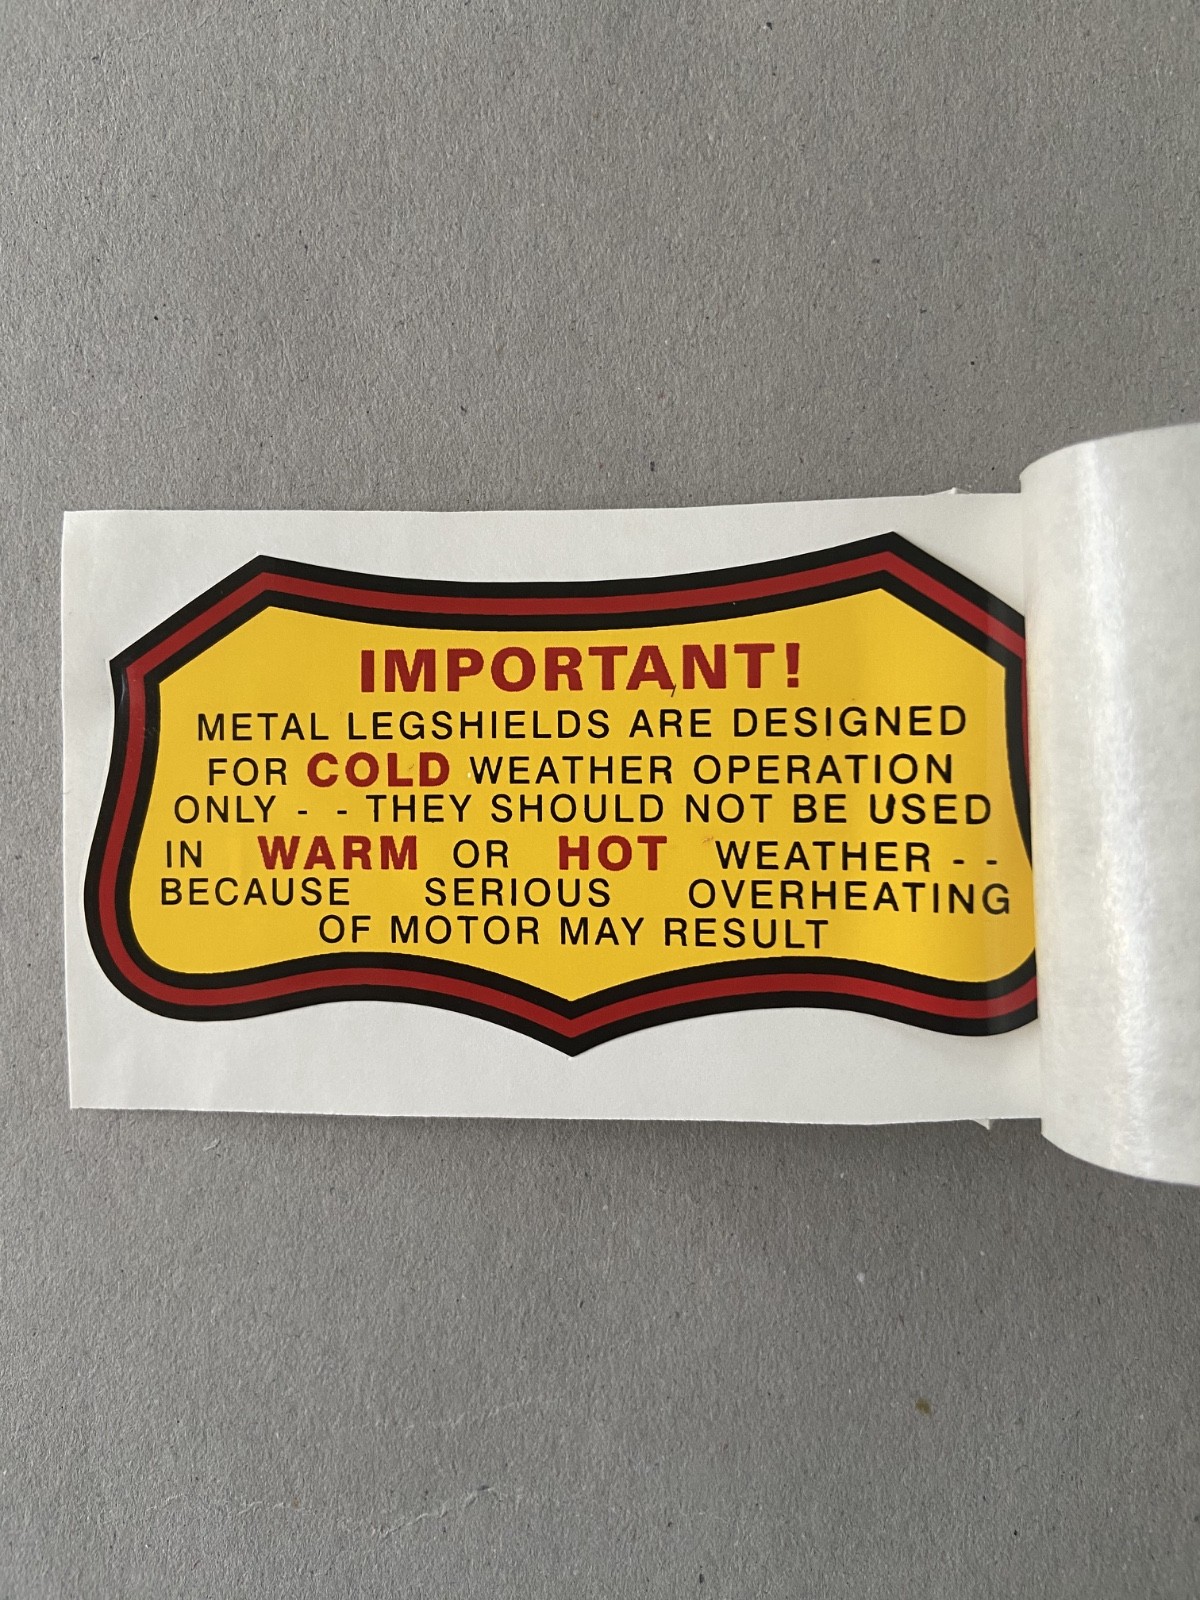 IMPORTANT!
METAL LEGSHIELDS ARE DESIGNED
FOR COLD WEATHER OPERATION
ONLY - - THEY SHOULD NOT BE USED
IN WARM OR HOT WEATHER - -
BECAUSE SERIOUS OVERHEATING
OF MOTOR MAY RESULT